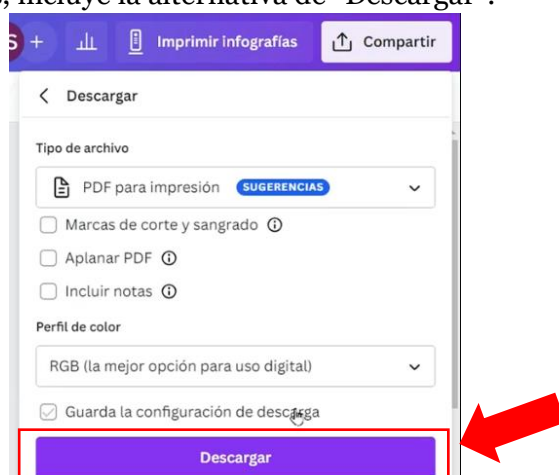 , incluye la alternativa de “Descargar”.
S + Imprimir infografías Compartir
Descargar
Tipo de archivo
PDF para impresión SUGERENCIAS
Marcas de corte y sangrado
Aplanar PDF
Incluir notas
Perfil de color
RGB (la mejor opción para uso digital)
Guarda la configuración de descarga
Descargar